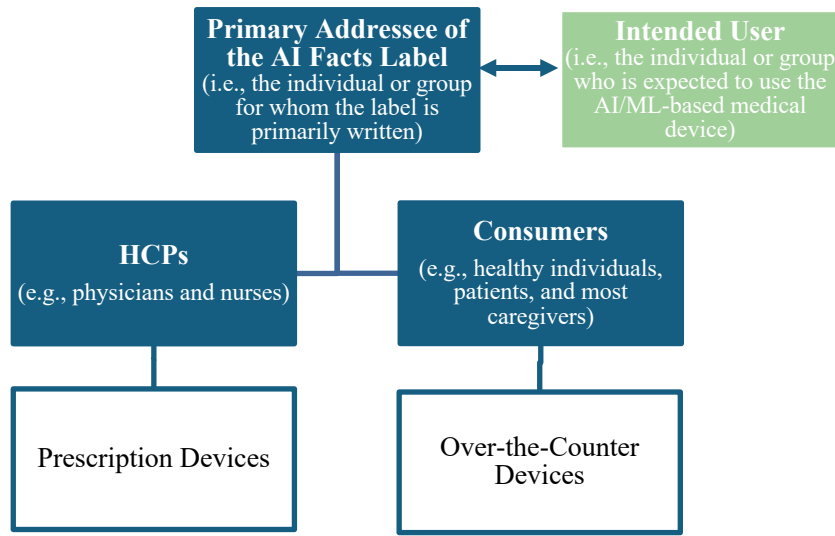 Primary Addressee of
the AI Facts Label
(i.e., the individual or group
for whom the label is
primarily written)
Intended User
(i.e., the individual or group
who is expected to use the
AI/ML-based medical
device)
HCPs
(e.g., physicians and nurses)
Consumers
(e.g., healthy individuals,
patients, and most
caregivers)
Prescription Devices
Over-the-Counter
Devices